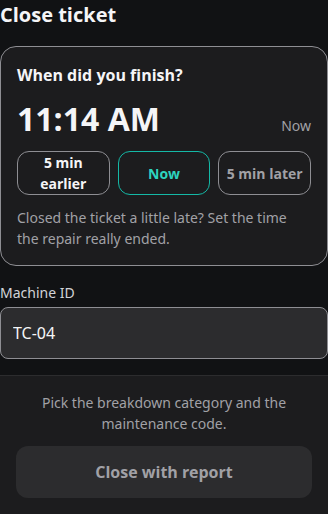 Close ticket
When did you finish?
11:14 AM
Now
5 min
earlier
Now
5 min later
Closed the ticket a little late? Set the time
the repair really ended.
Machine ID
TC-04
Pick the breakdown category and the
maintenance code.
Close with report